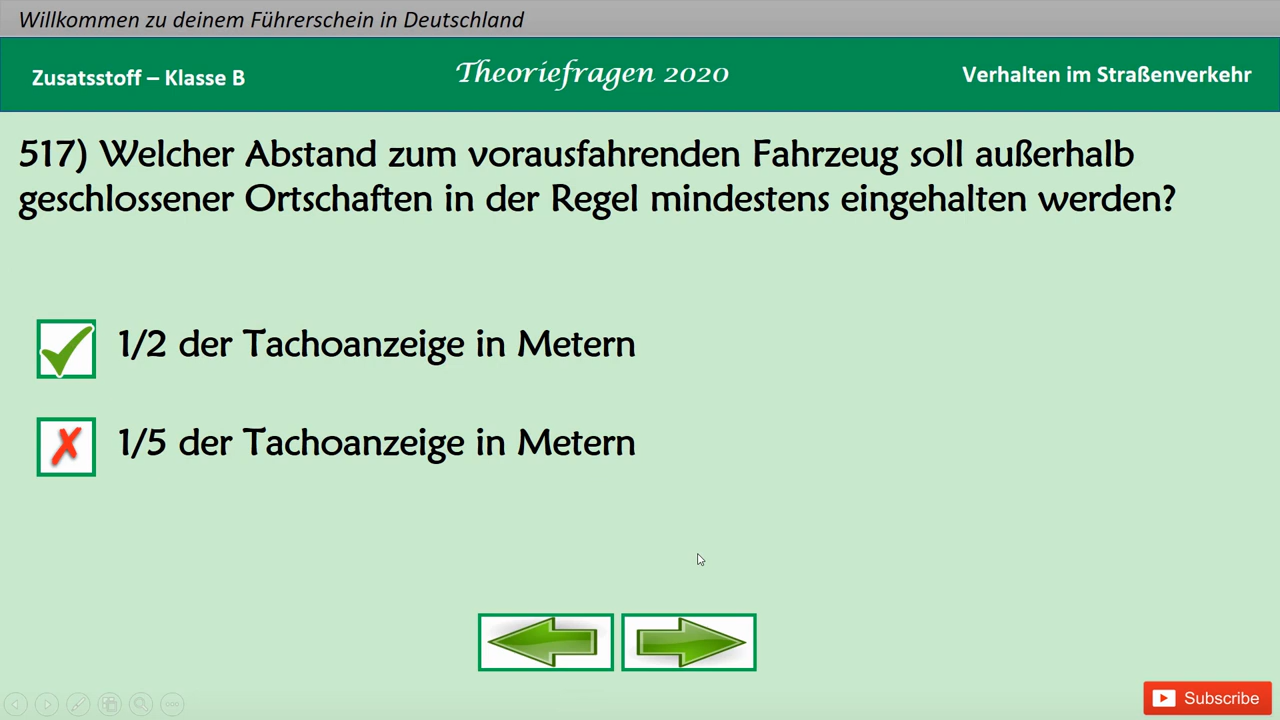 Willkommen zu deinem Führerschein in Deutschland
Zusatsstoff – Klasse B
Theoriefragen 2020
Verhalten im Straßenverkehr
517) Welcher Abstand zum vorausfahrenden Fahrzeug soll außerhalb
geschlossener Ortschaften in der Regel mindestens eingehalten werden?
1/2 der Tachoanzeige in Metern
1/5 der Tachoanzeige in Metern
Subscribe